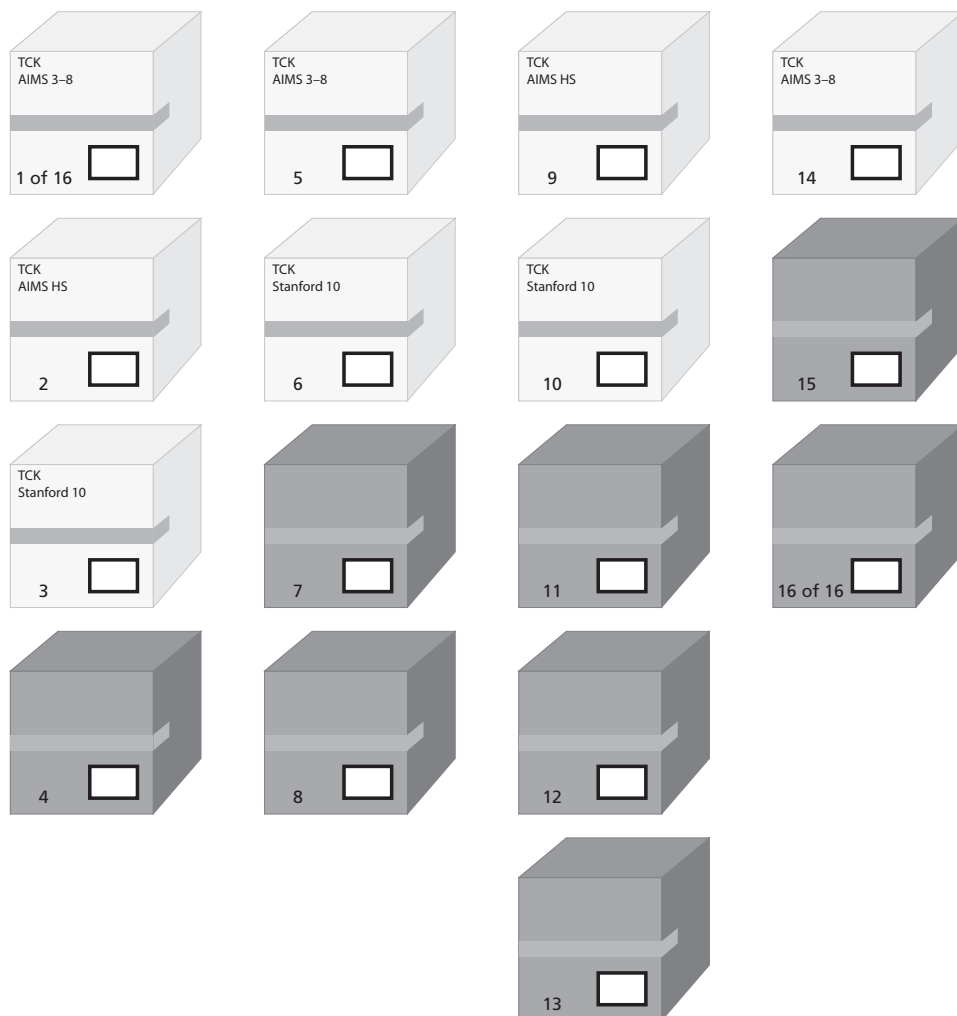 TCK
AIMS 3–8
1 of 16
TCK
AIMS HS
2
TCK
Stanford 10
3
4
TCK
AIMS 3–8
5
TCK
Stanford 10
6
7
8
TCK
AIMS HS
9
TCK
Stanford 10
10
11
12
13
TCK
AIMS 3–8
14
15
16 of 16